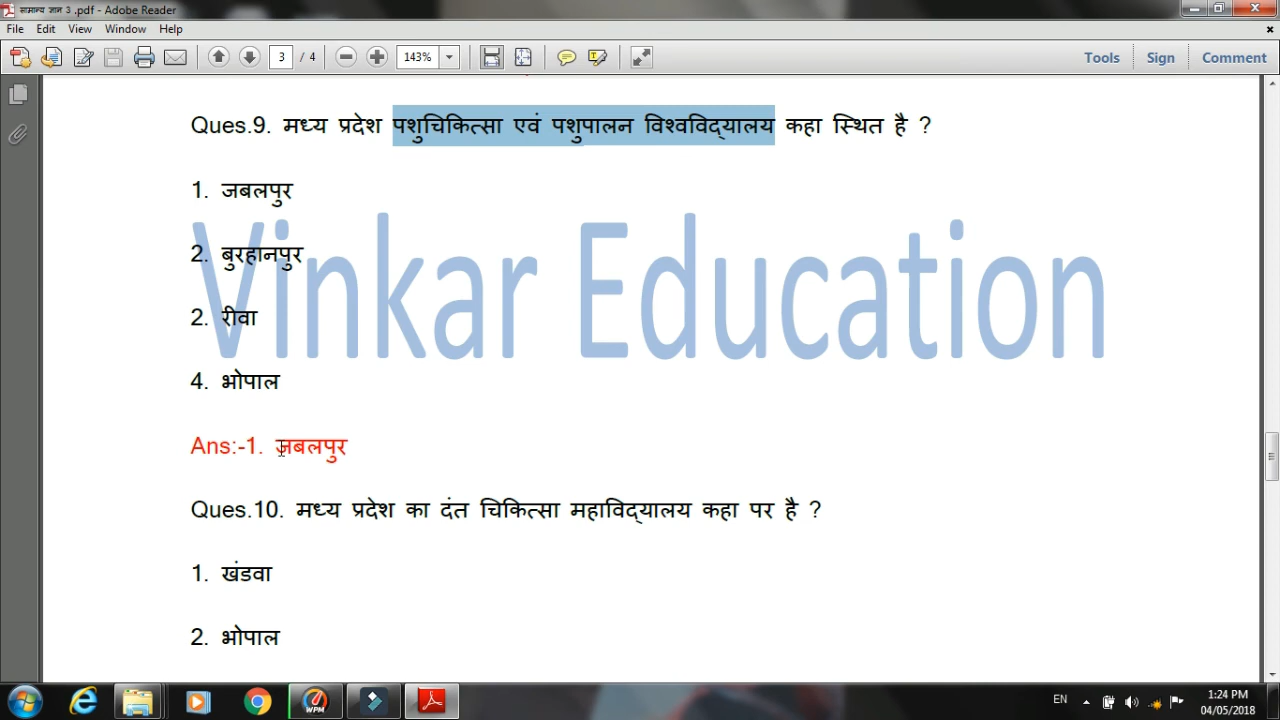 सामान्य ज्ञान 3 .pdf - Adobe Reader
File Edit View Window Help
3 / 4 143% Tools Sign Comment
Ques.9. मध्य प्रदेश पशुचिकित्सा एवं पशुपालन विश्वविद्यालय कहा स्थित है ?
1. जबलपुर
2. बुरहानपुर
Vinkar Education
2. रीवा
4. भोपाल
Ans:-1. जबलपुर
Ques.10. मध्य प्रदेश का दंत चिकित्सा महाविद्यालय कहा पर है ?
1. खंडवा
2. भोपाल
WPM EN 1:24 PM
04/05/2018